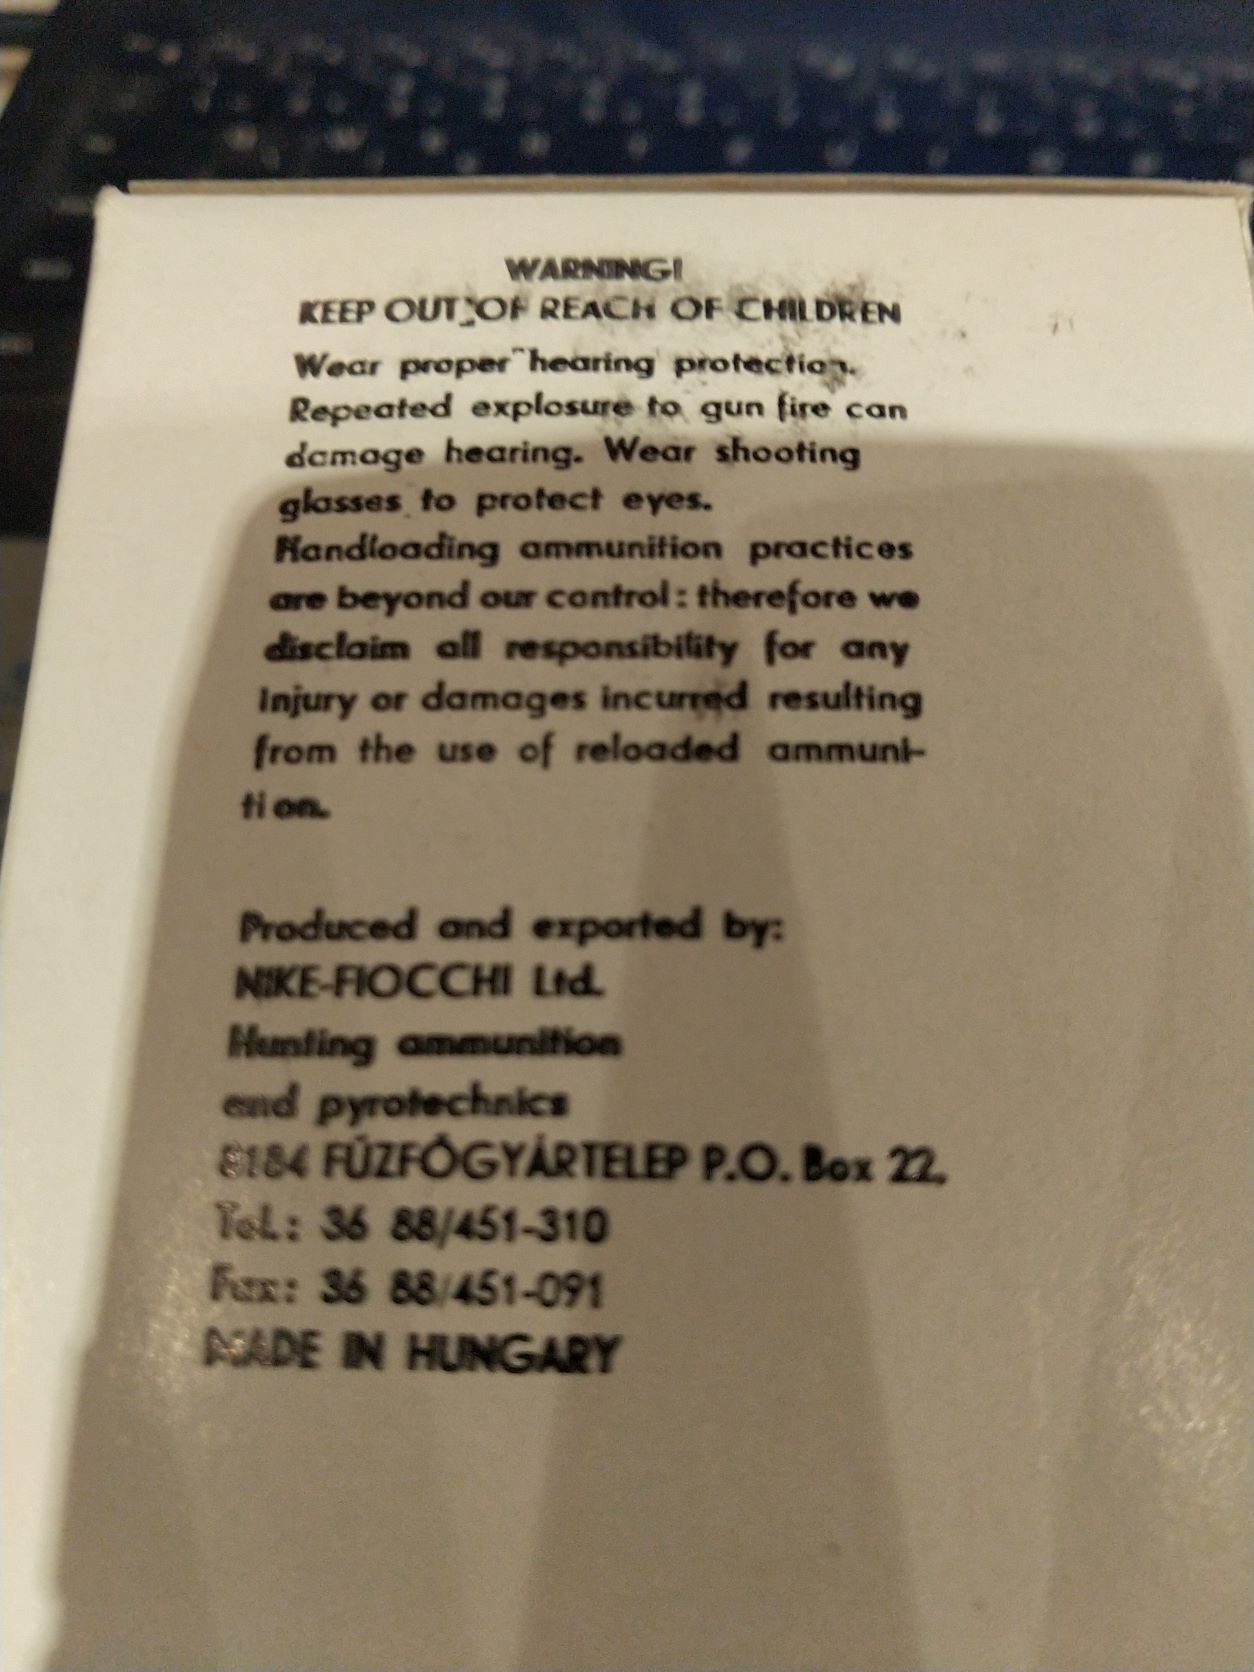 WARNING!
KEEP OUT OF REACH OF CHILDREN
Wear proper hearing protection.
Repeated explosure to gun fire can
damage hearing. Wear shooting
glasses to protect eyes.
Handloading ammunition practices
are beyond our control: therefore we
disclaim all responsibility for any
injury or damages incurred resulting
from the use of reloaded ammuni-
tion.
Produced and exported by:
NIKE-FIOCCHI Ltd.
Hunting ammunition
and pyrotechnics
8184 FŰZFŐGYÁRTELEP P.O. Box 22.
Tel.: 36 88/451-310
Fax: 36 88/451-091
MADE IN HUNGARY